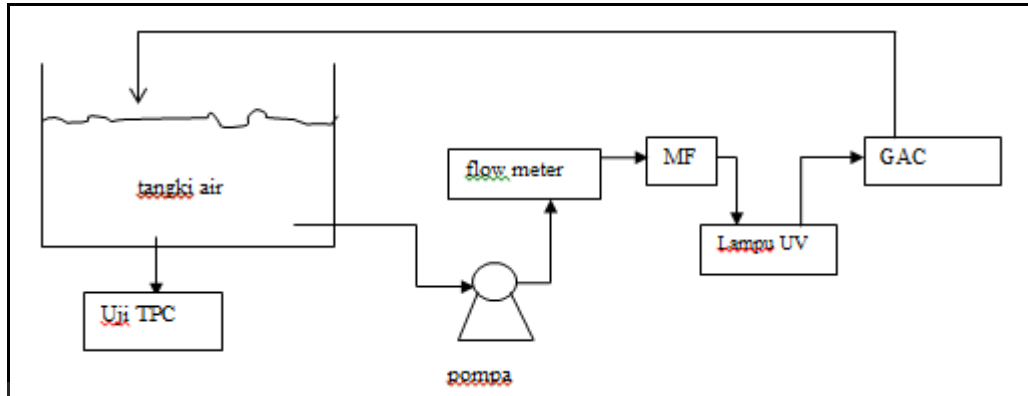 tangki air
Uji TPC
pompa
flow meter
MF
Lampu UV
GAC